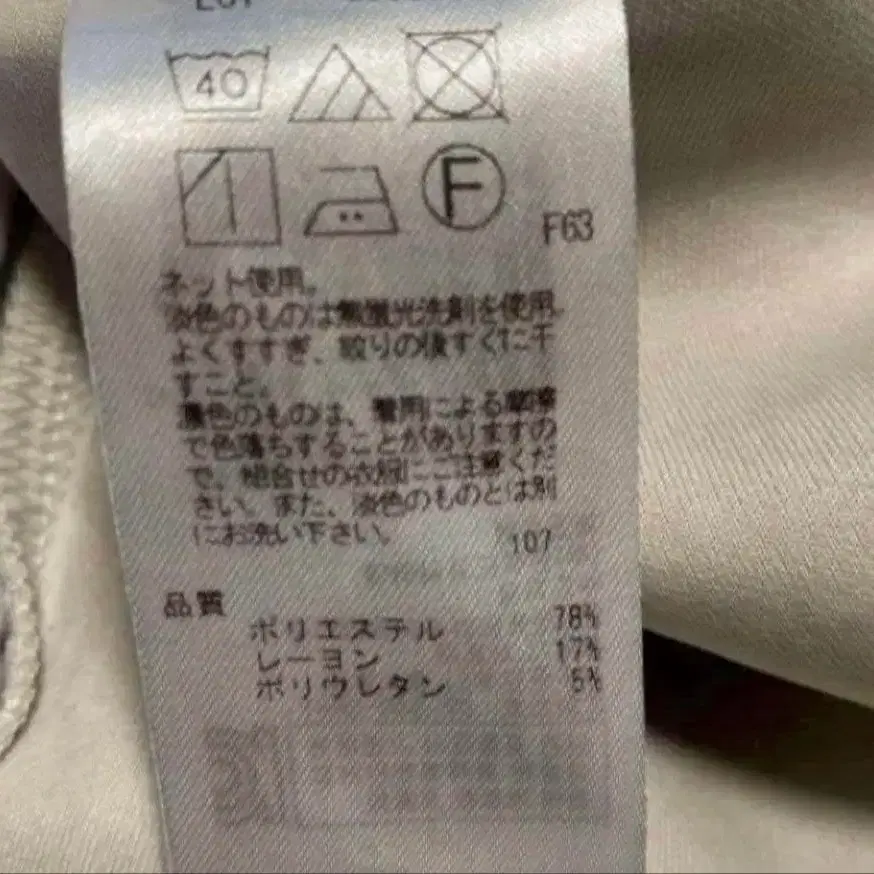 40
F
F63
ネット使用。
淡色のものは無蛍光洗剤を使用
よくすすぎ、絞りの後すぐに干
すこと。
濃色のものは、着用による摩擦
で色落ちすることがありますの
で、組合せの衣服にご注意くだ
さい。また、淡色のものとは別
にお洗い下さい。
107
品質
ポリエステル 78%
レーヨン 17%
ポリウレタン 5%